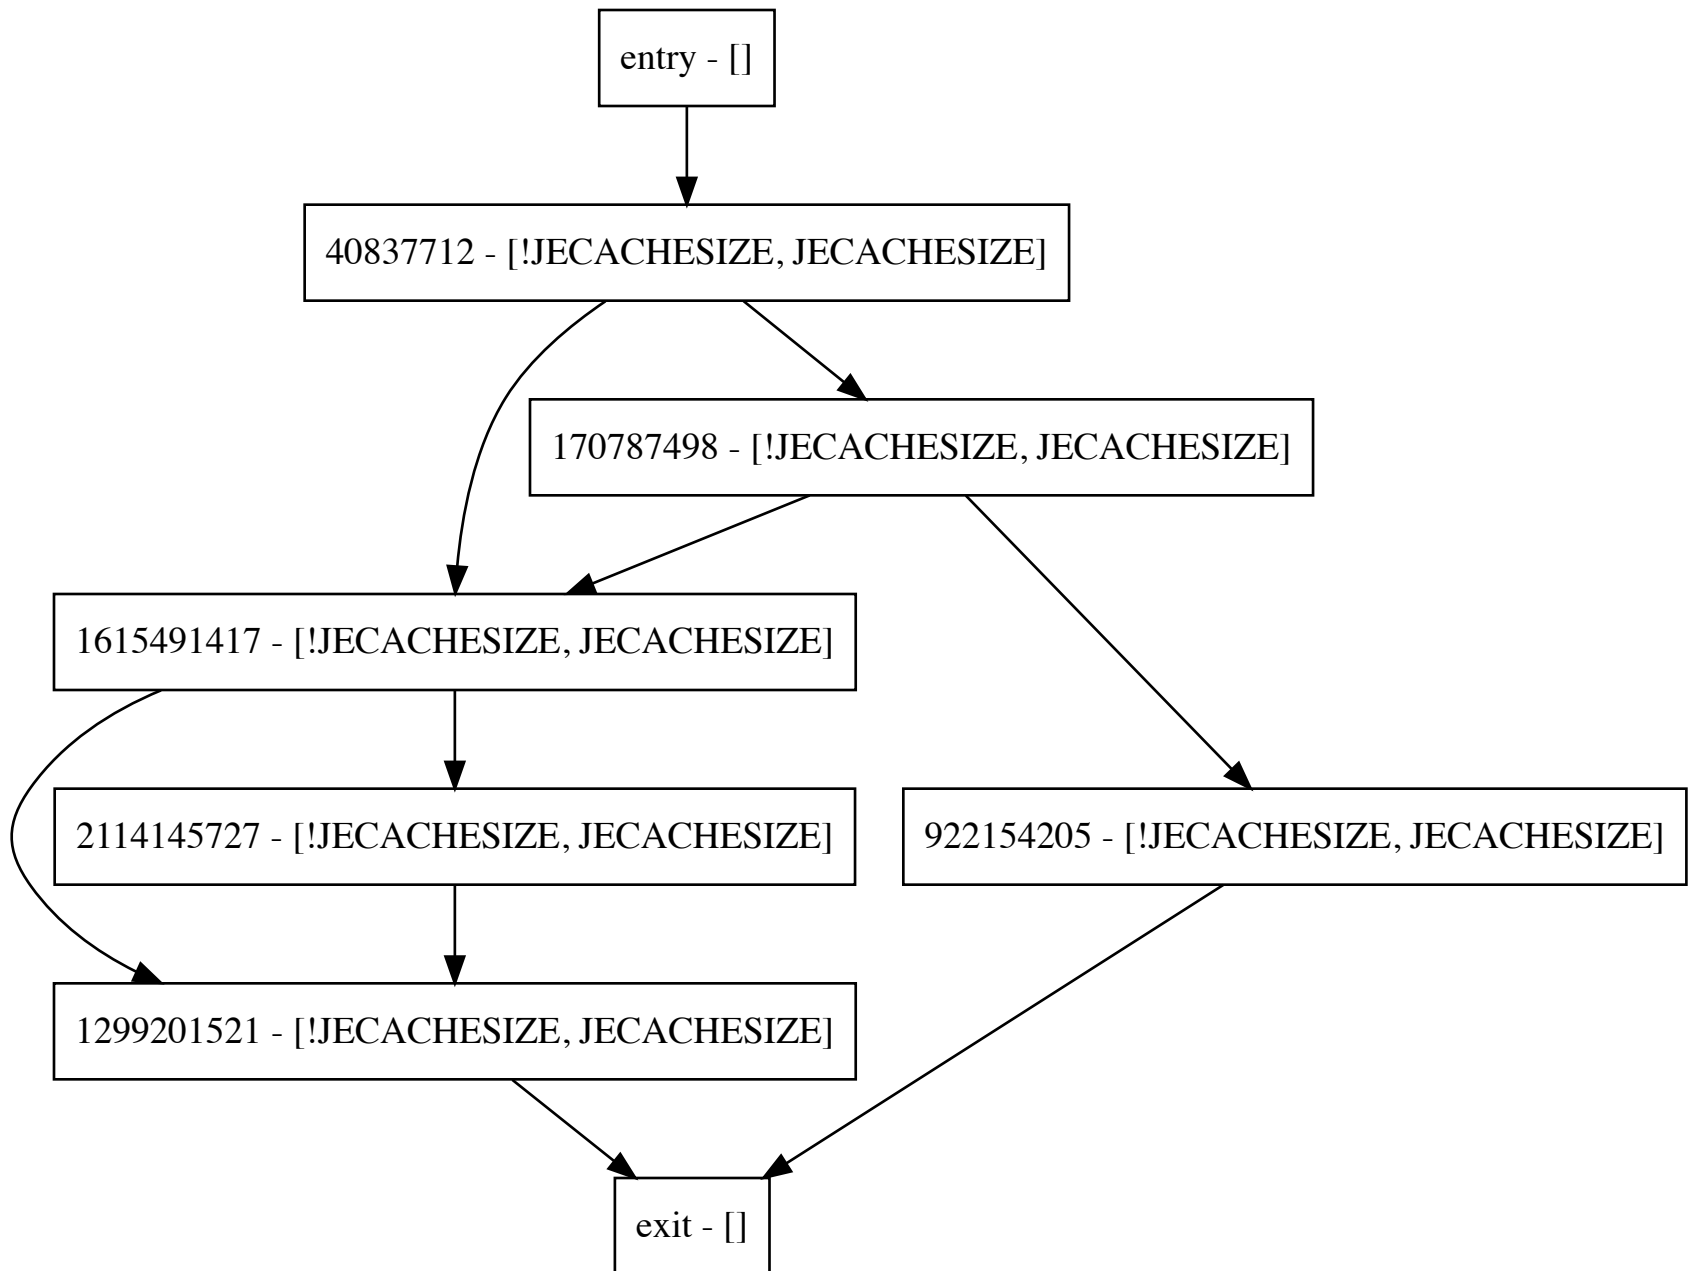 entry - []
40837712 - [!JECACHESIZE, JECACHESIZE]
170787498 - [!JECACHESIZE, JECACHESIZE]
1615491417 - [!JECACHESIZE, JECACHESIZE]
2114145727 - [!JECACHESIZE, JECACHESIZE]
922154205 - [!JECACHESIZE, JECACHESIZE]
1299201521 - [!JECACHESIZE, JECACHESIZE]
exit - []